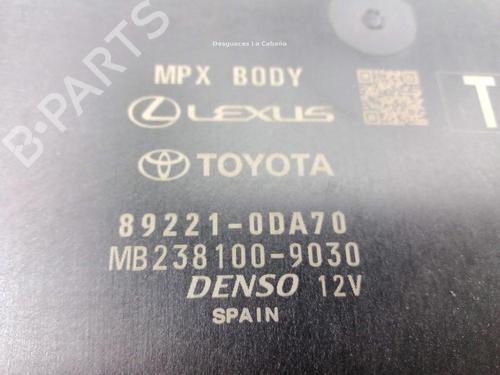 Desguaces La Cabaña
B-PARTS
MPX BODY
LEXUS
T
TOYOTA
89221-0DA70
MB238100-9030
DENSO 12V
SPAIN